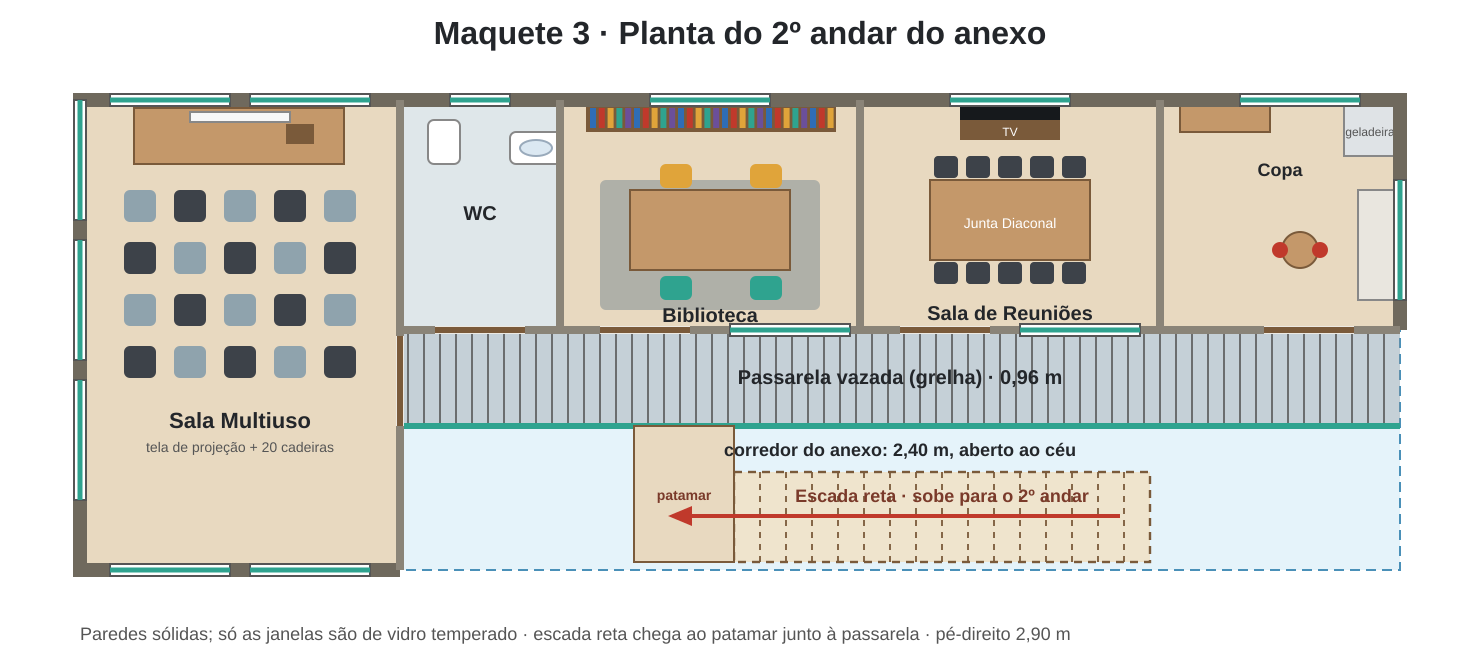 Maquete 3 · Planta do 2º andar do anexo
TV
geladeira
Copa
WC
Junta Diaconal
Biblioteca
Sala de Reuniões
Passarela vazada (grelha) · 0,96 m
Sala Multiuso
tela de projeção + 20 cadeiras
corredor do anexo: 2,40 m, aberto ao céu
patamar
Escada reta · sobe para o 2º andar
Paredes sólidas; só as janelas são de vidro temperado · escada reta chega ao patamar junto à passarela · pé-direito 2,90 m